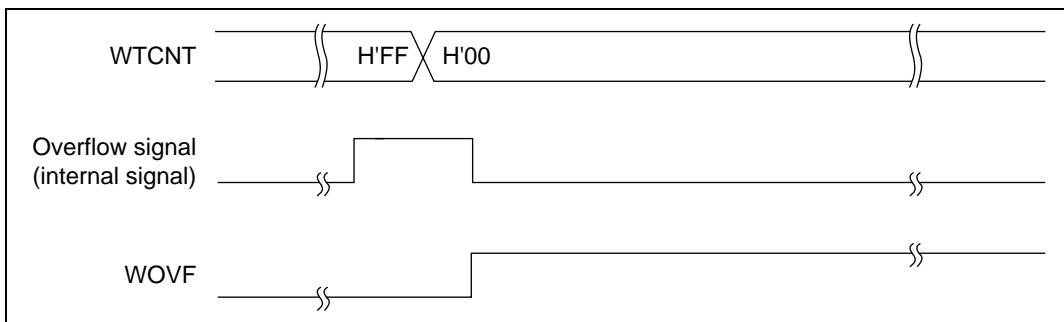 WTCNT H'FF H'00
Overflow signal
(internal signal)
WOVF